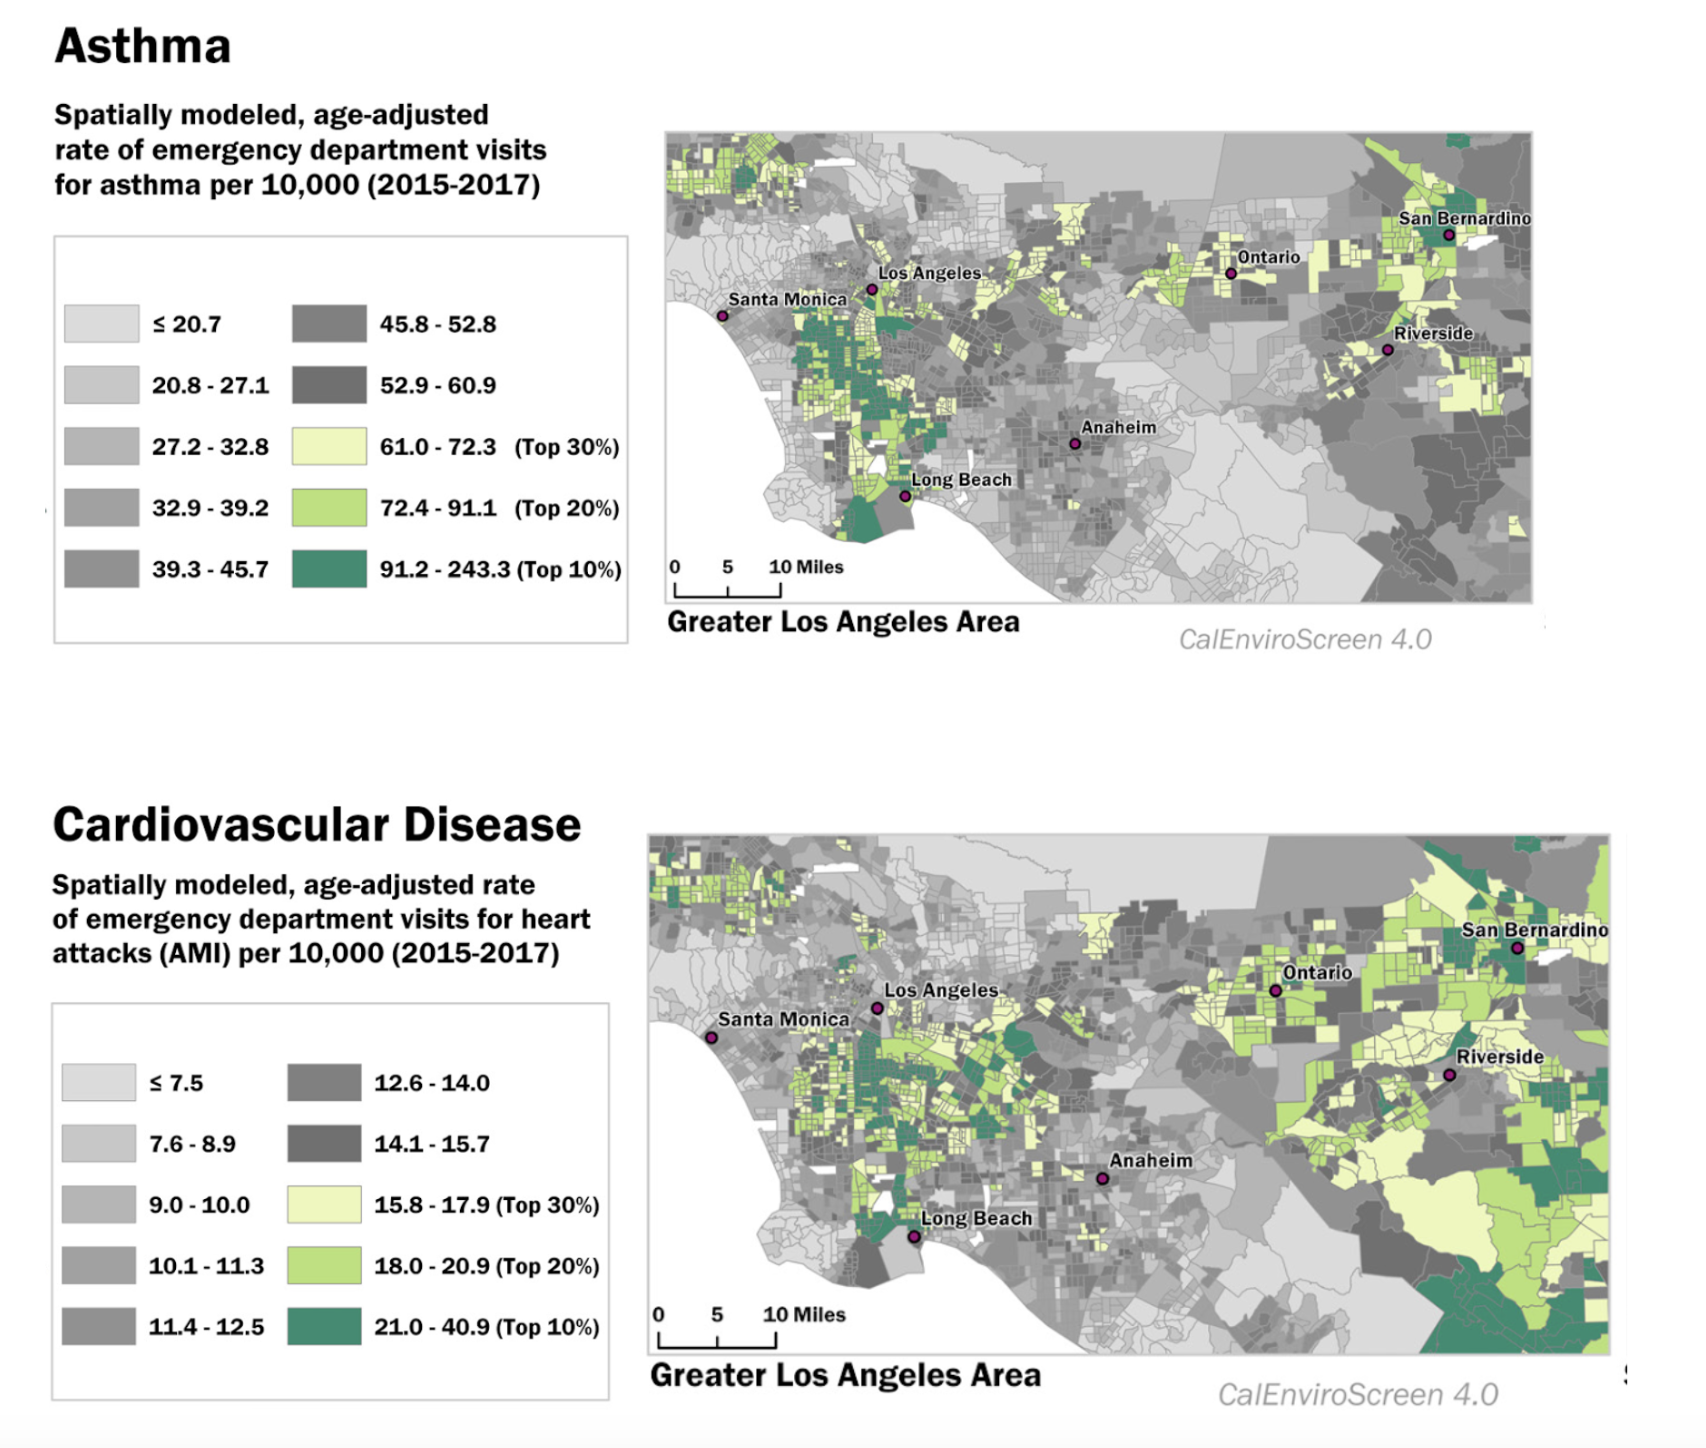 Asthma
Spatially modeled, age-adjusted
rate of emergency department visits
for asthma per 10,000 (2015-2017)
≤ 20.7
20.8 - 27.1
27.2 - 32.8
32.9 - 39.2
39.3 - 45.7
45.8 - 52.8
52.9 - 60.9
61.0 - 72.3 (Top 30%)
72.4 - 91.1 (Top 20%)
91.2 - 243.3 (Top 10%)
San Bernardino
Ontario
Los Angeles
Santa Monica
Riverside
Anaheim
Long Beach
0 5 10 Miles
Greater Los Angeles Area
CalEnviroScreen 4.0
Cardiovascular Disease
Spatially modeled, age-adjusted rate
of emergency department visits for heart
attacks (AMI) per 10,000 (2015-2017)
≤ 7.5
7.6 - 8.9
9.0 - 10.0
10.1 - 11.3
11.4 - 12.5
12.6 - 14.0
14.1 - 15.7
15.8 - 17.9 (Top 30%)
18.0 - 20.9 (Top 20%)
21.0 - 40.9 (Top 10%)
San Bernardino
Ontario
Los Angeles
Santa Monica
Riverside
Anaheim
Long Beach
0 5 10 Miles
Greater Los Angeles Area
CalEnviroScreen 4.0